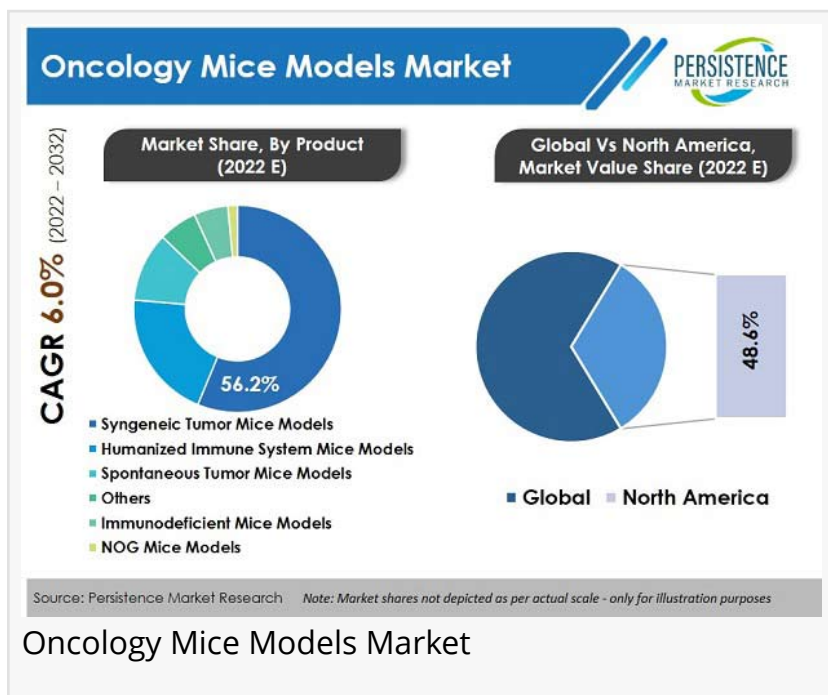 Oncology Mice Models Market
PERSISTENCE
MARKET RESEARCH
CAGR 6.0% (2022 – 2032)
Market Share, By Product
(2022 E)
56.2%
Syngeneic Tumor Mice Models
Humanized Immune System Mice Models
Spontaneous Tumor Mice Models
Others
Immunodeficient Mice Models
NOG Mice Models
Global Vs North America,
Market Value Share (2022 E)
48.6%
Global North America
Source: Persistence Market Research Note: Market shares not depicted as per actual scale - only for illustration purposes
Oncology Mice Models Market